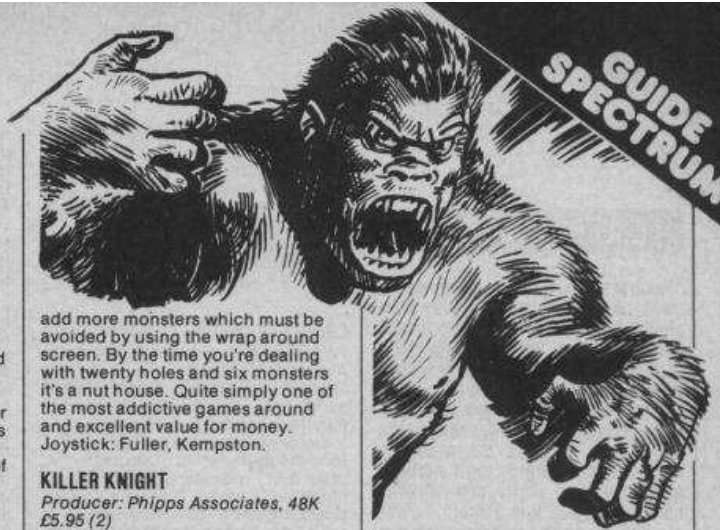 GUIDE
SPECTRUM
add more monsters which must be
avoided by using the wrap around
screen. By the time you're dealing
with twenty holes and six monsters
it's a nut house. Quite simply one of
the most addictive games around
and excellent value for money.
Joystick: Fuller, Kempston.
KILLER KNIGHT
Producer: Phipps Associates, 48K
£5.95 (2)